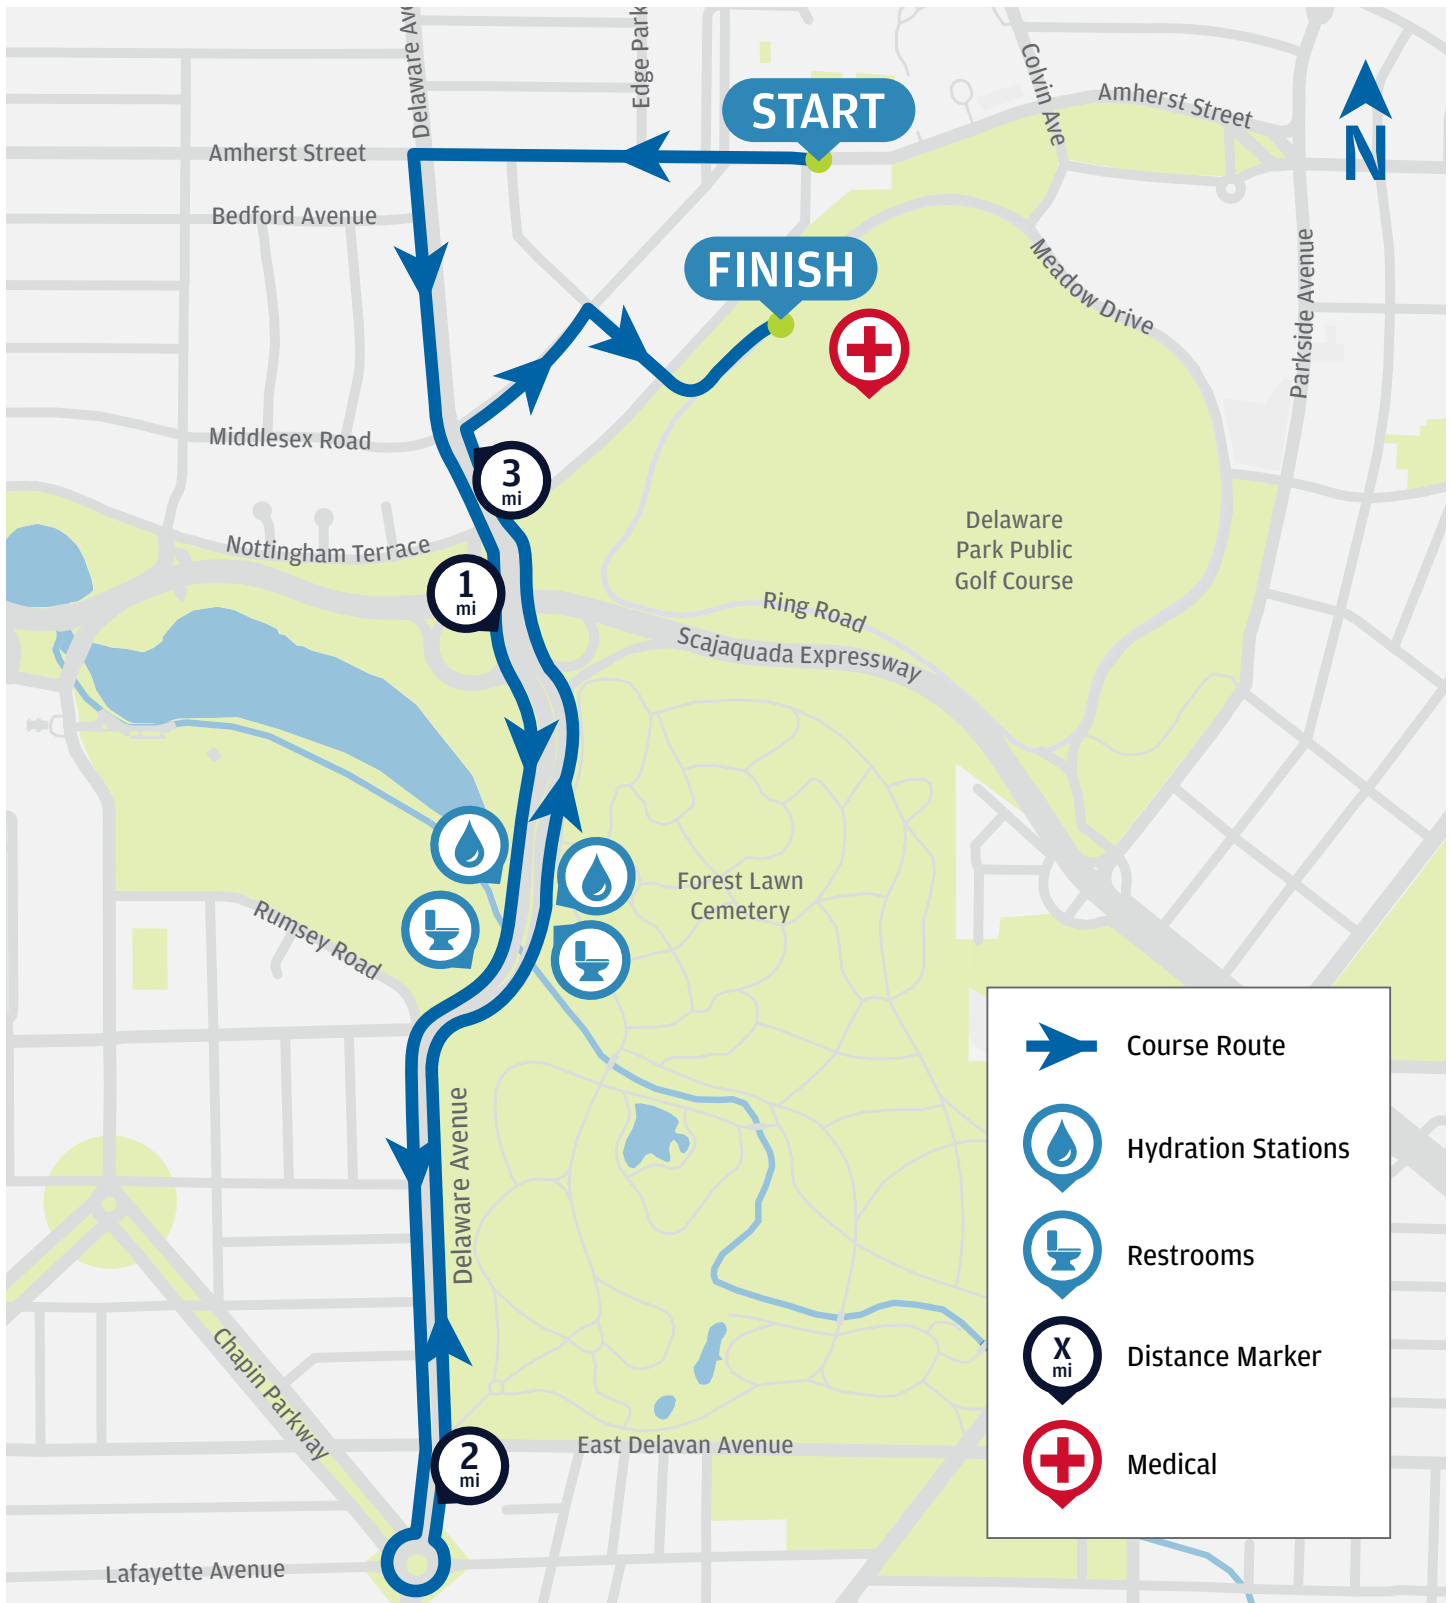 Delaware Ave
Edge Park
Colvin Ave
Amherst Street
START
N
Amherst Street
Bedford Avenue
FINISH
Meadow Drive
Parkside Avenue
Middlesex Road
3
mi
Nottingham Terrace
Delaware
Park Public
Golf Course
1
mi
Ring Road
Scajaquada Expressway
Forest Lawn
Cemetery
Rumsey Road
Delaware Avenue
Chapin Parkway
East Delavan Avenue
2
mi
Lafayette Avenue
Course Route
Hydration Stations
Restrooms
X
mi
Distance Marker
Medical